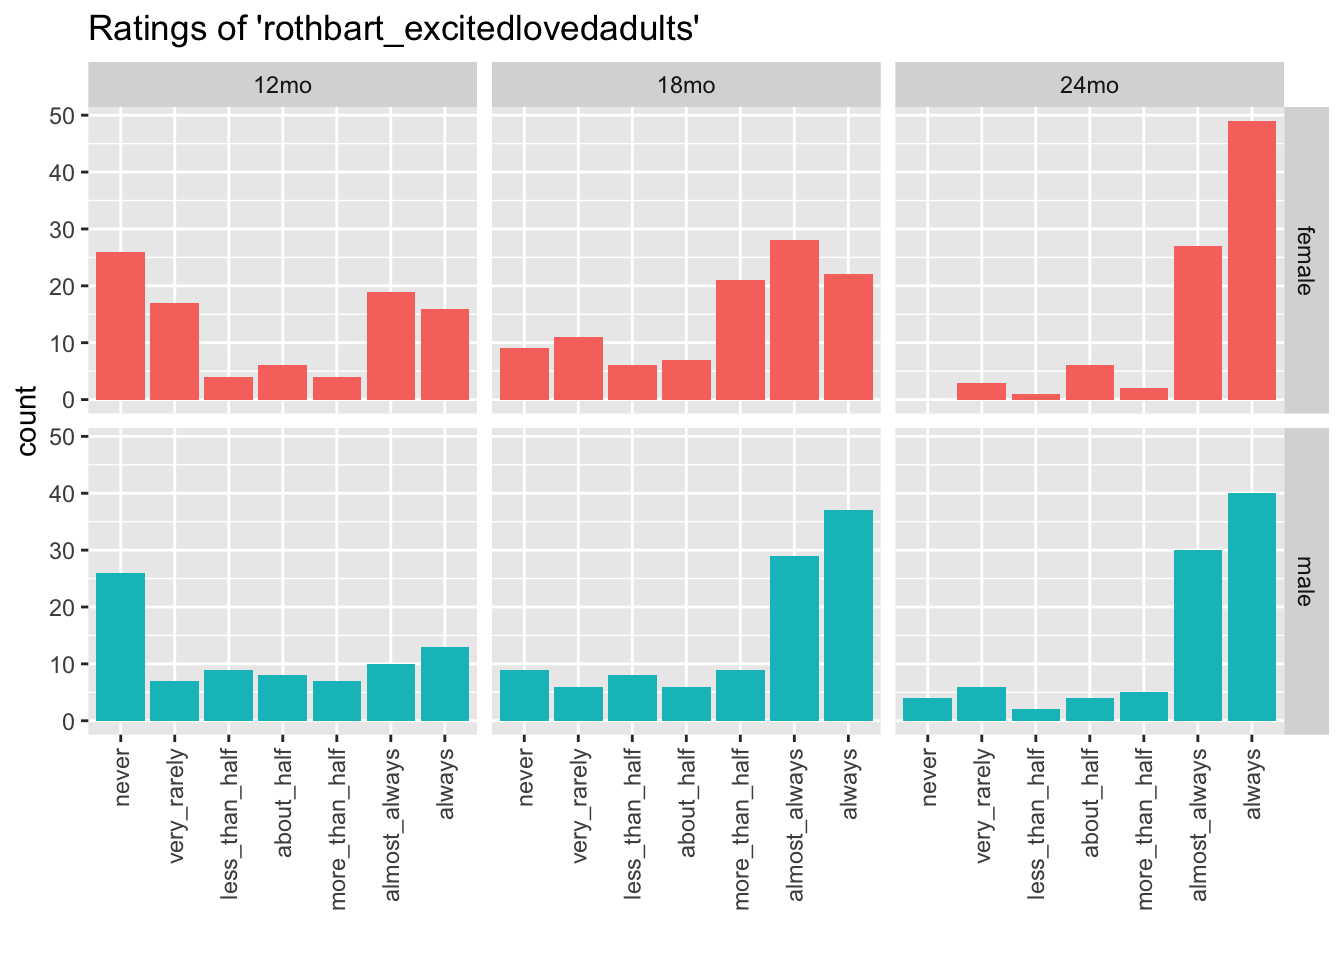 Ratings of 'rothbart_excitedlovedadults'
12mo 18mo 24mo
50
40
30
20
10
0
female
count
50
40
30
20
10
0
male
never very_rarely less_than_half about_half more_than_half almost_always always never very_rarely less_than_half about_half more_than_half almost_always always never very_rarely less_than_half about_half more_than_half almost_always always